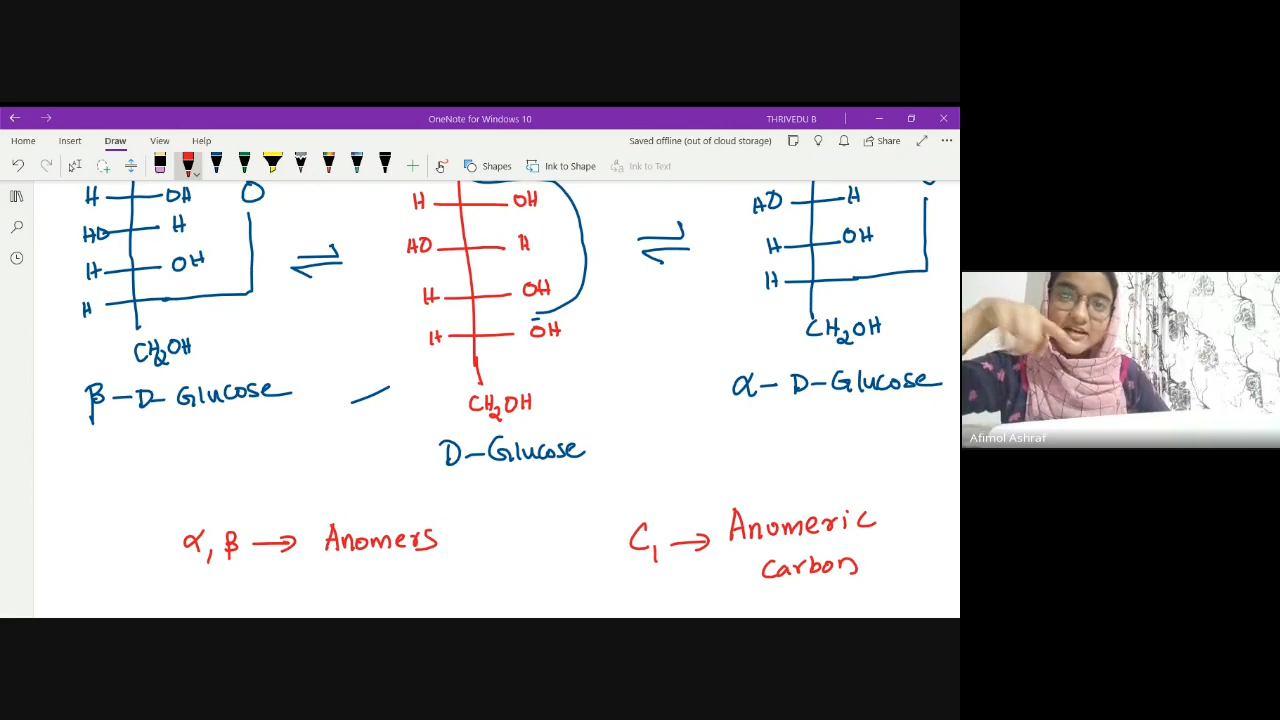 OneNote for Windows 10
THRIVEDU B
Home Insert Draw View Help
Saved offline (out of cloud storage)
Share
Shapes
Ink to Shape
Ink to Text
H OH
HO H
H OH
H
CH2OH
β-D-Glucose
O
H OH
HO H
H OH
H OH
CH2OH
D-Glucose
HO H
H OH
H
CH2OH
α-D-Glucose
α, β → Anomers
C1 → Anomeric
carbon
Afimol Ashraf